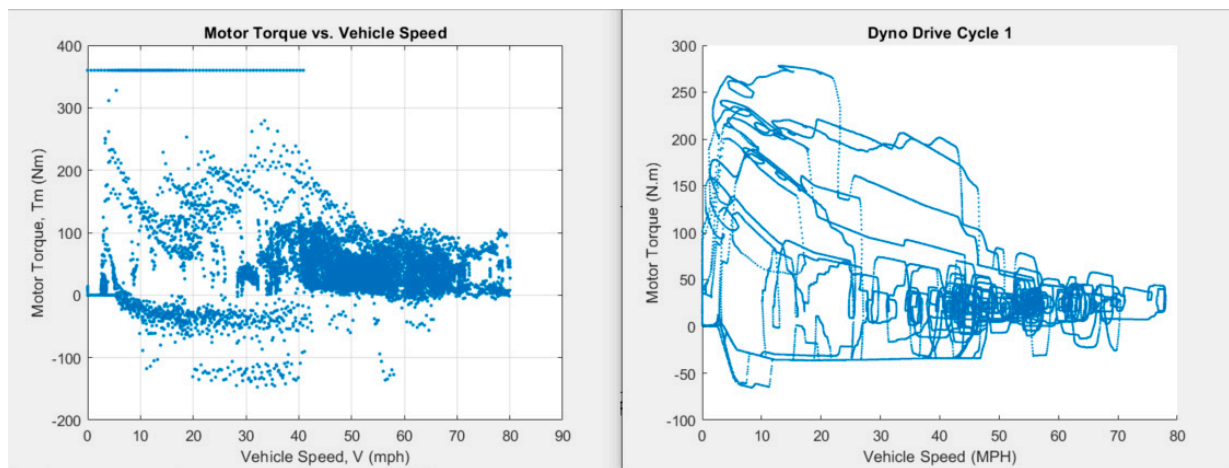 Motor Torque vs. Vehicle Speed
400
300
200
100
0
-100
-200
Motor Torque, Tm (Nm)
0 10 20 30 40 50 60 70 80 90
Vehicle Speed, V (mph)
Dyno Drive Cycle 1
300
250
200
150
100
50
0
-50
-100
Motor Torque (N.m)
0 10 20 30 40 50 60 70 80
Vehicle Speed (MPH)